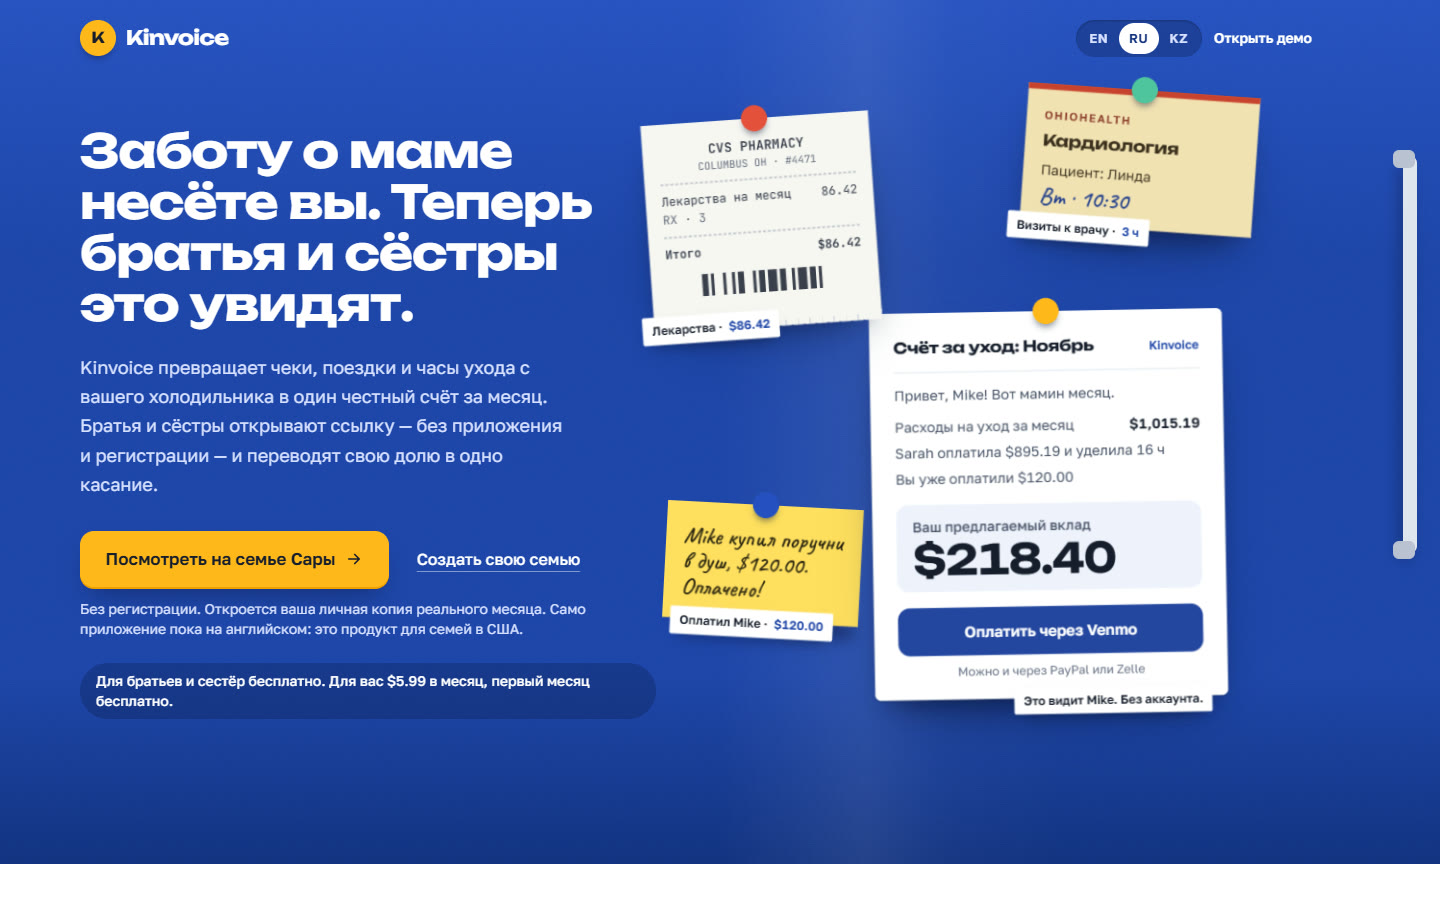 K Kinvoice
EN RU KZ Открыть демо
Заботу о маме
несёте вы. Теперь
братья и сёстры
это увидят.
Kinvoice превращает чеки, поездки и часы ухода с
вашего холодильника в один честный счёт за месяц.
Братья и сёстры открывают ссылку — без приложения
и регистрации — и переводят свою долю в одно
касание.
Посмотреть на семье Сары →
Создать свою семью
Без регистрации. Откроется ваша личная копия реального месяца. Само
приложение пока на английском: это продукт для семей в США.
Для братьев и сестёр бесплатно. Для вас $5.99 в месяц, первый месяц
бесплатно.
CVS PHARMACY
COLUMBUS OH · #4471
Лекарства на месяц 86.42
RX · 3
Итого $86.42
Лекарства · $86.42
OHIOHEALTH
Кардиология
Пациент: Линда
Вт · 10:30
Визиты к врачу · 3 ч
Mike купил поручни
в душ, $120.00.
Оплачено!
Оплатил Mike · $120.00
Счёт за уход: Ноябрь Kinvoice
Привет, Mike! Вот мамин месяц.
Расходы на уход за месяц $1,015.19
Sarah оплатила $895.19 и уделила 16 ч
Вы уже оплатили $120.00
Ваш предлагаемый вклад
$218.40
Оплатить через Venmo
Можно и через PayPal или Zelle
Это видит Mike. Без аккаунта.